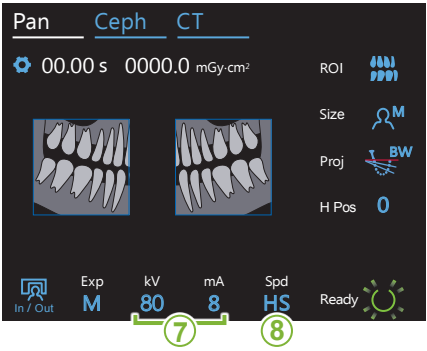 Pan Ceph CT
00.00 s 0000.0 mGy·cm²
ROI
Size M
Proj BW
H Pos 0
Exp kV mA Spd
In / Out M 80 8 HS Ready
7 8